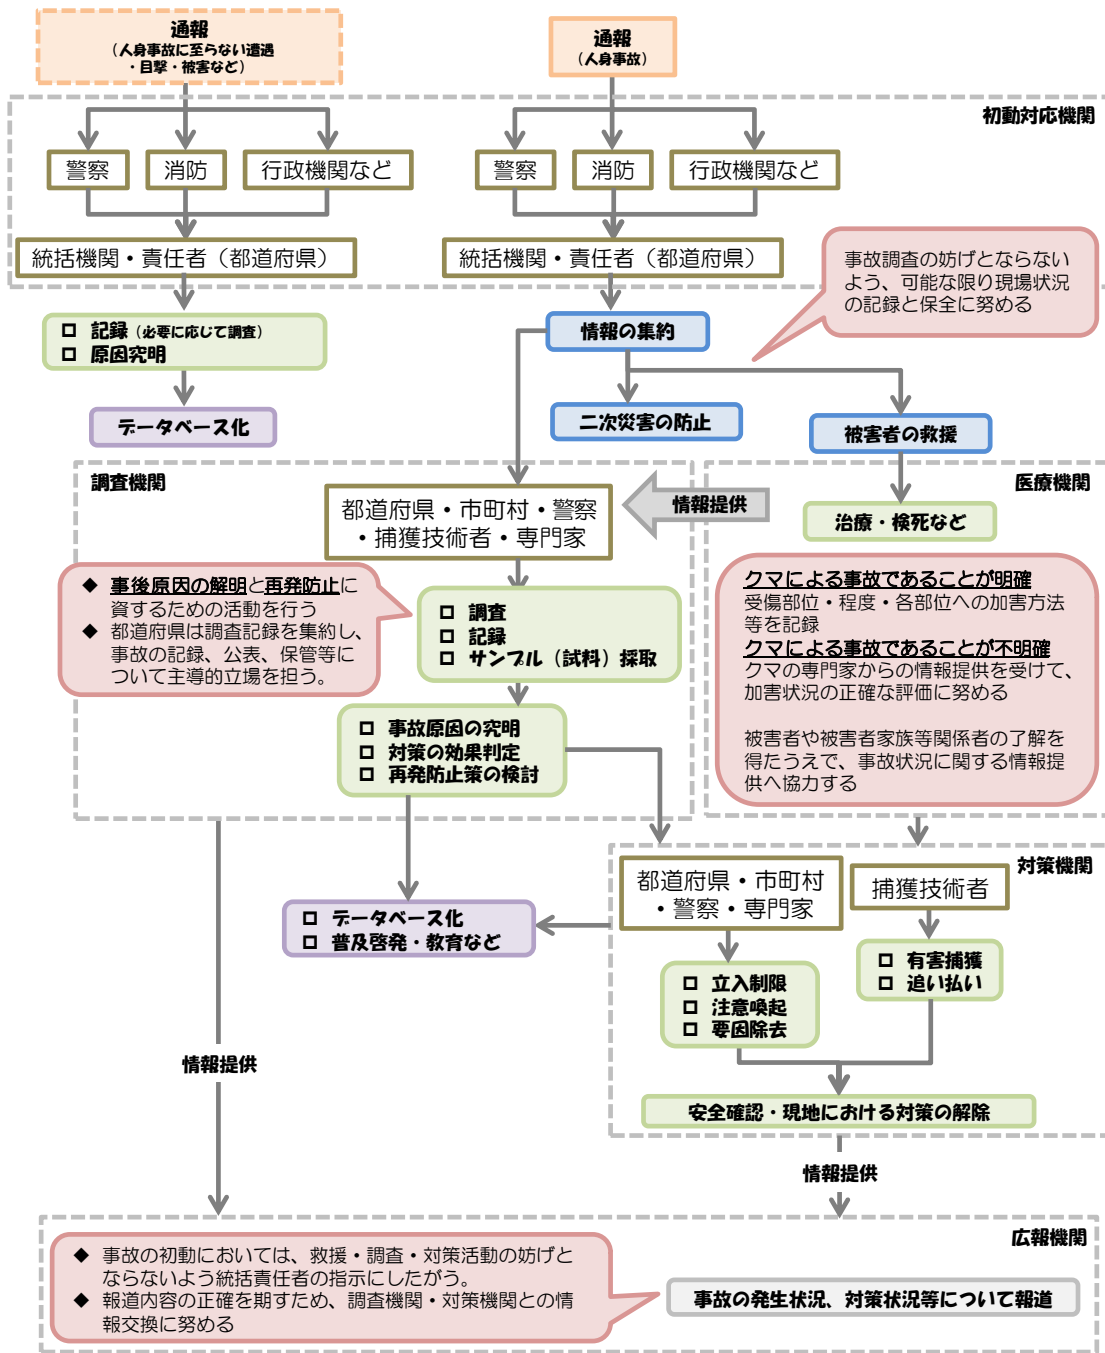 通報
（人身事故に至らない遭遇
・目撃・被害など）
通報
（人身事故）
初動対応機関
警察
消防
行政機関など
警察
消防
行政機関など
統括機関・責任者（都道府県）
統括機関・責任者（都道府県）
事故調査の妨げとならない
よう、可能な限り現場状況
の記録と保全に努める
□ 記録（必要に応じて調査）
□ 原因究明
情報の集約
データベース化
二次災害の防止
被害者の救援
調査機関
医療機関
都道府県・市町村・警察
・捕獲技術者・専門家
情報提供
治療・検死など
◆ 事後原因の解明と再発防止に
資するための活動を行う
◆ 都道府県は調査記録を集約し、
事故の記録、公表、保管等に
ついて主導的立場を担う。
□ 調査
□ 記録
□ サンプル（試料）採取
クマによる事故であることが明確
受傷部位・程度・各部位への加害方法
等を記録
クマによる事故であることが不明確
クマの専門家からの情報提供を受けて、
加害状況の正確な評価に努める
被害者や被害者家族等関係者の了解を
得たうえで、事故状況に関する情報提
供へ協力する
□ 事故原因の究明
□ 対策の効果判定
□ 再発防止策の検討
対策機関
都道府県・市町村
・警察・専門家
捕獲技術者
□ データベース化
□ 普及啓発・教育など
□ 立入制限
□ 注意喚起
□ 要因除去
□ 有害捕獲
□ 追い払い
情報提供
安全確認・現地における対策の解除
情報提供
広報機関
◆ 事故の初動においては、救援・調査・対策活動の妨げと
ならないよう統括責任者の指示にしたがう。
◆ 報道内容の正確を期すため、調査機関・対策機関との情
報交換に努める
事故の発生状況、対策状況等について報道